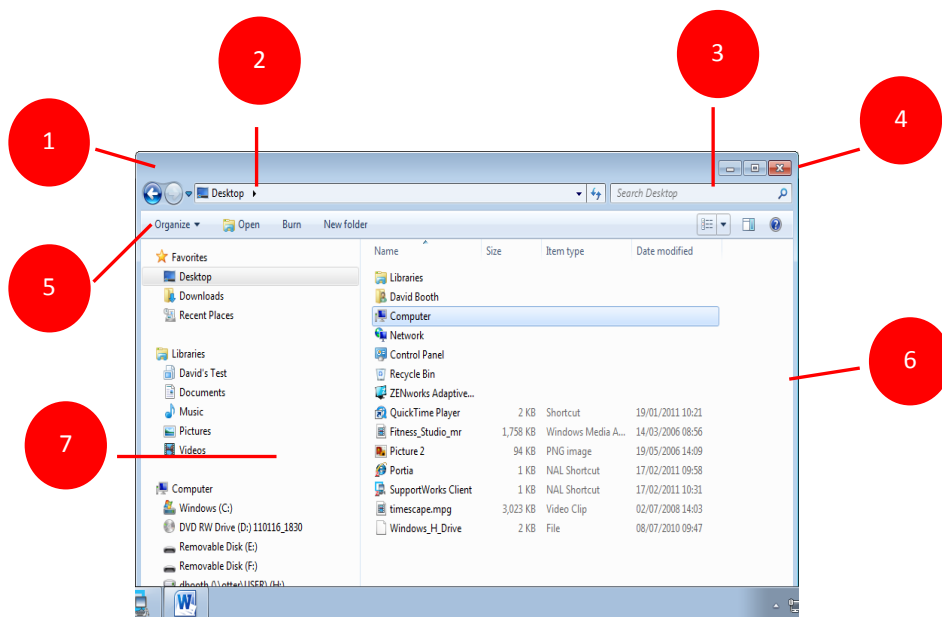 2
3
4
1
Desktop
Search Desktop
Organize Open Burn New folder
5
Favorites
Desktop
Downloads
Recent Places
Libraries
David's Test
Documents
Music
Pictures
Videos
7
Computer
Windows (C:)
DVD RW Drive (D:) 110116_1830
Removable Disk (E:)
Removable Disk (F:)
dbooth (\\otter\USER) (H:)
Name Size Item type Date modified
Libraries
David Booth
Computer
Network
Control Panel
Recycle Bin
ZENworks Adaptive...
QuickTime Player 2 KB Shortcut 19/01/2011 10:21
Fitness_Studio_mr 1,758 KB Windows Media A... 14/03/2006 08:56
Picture 2 94 KB PNG image 19/05/2006 14:09
Portia 1 KB NAL Shortcut 17/02/2011 09:58
SupportWorks Client 1 KB NAL Shortcut 17/02/2011 10:31
timescape.mpg 3,023 KB Video Clip 02/07/2008 14:03
Windows_H_Drive 2 KB File 08/07/2010 09:47
6
W